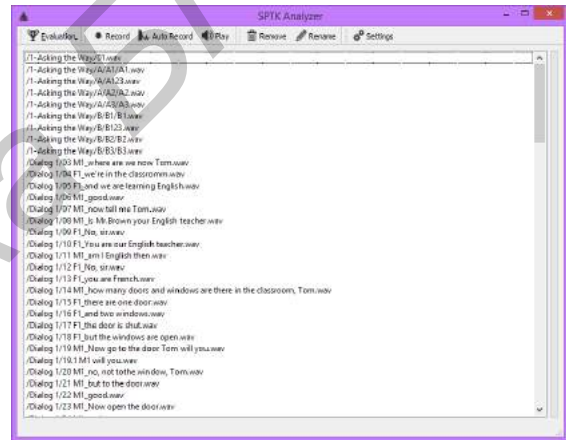 SPTK Analyzer
Evaluation Record Auto Record Play Remove Rename Settings
/1-Asking the Way/01.wav
/1-Asking the Way/A/A1/A1.wav
/1-Asking the Way/A/A123.wav
/1-Asking the Way/A/A2/A2.wav
/1-Asking the Way/A/A3/A3.wav
/1-Asking the Way/B/B1/B1.wav
/1-Asking the Way/B/B123.wav
/1-Asking the Way/B/B2/B2.wav
/1-Asking the Way/B/B3/B3.wav
/Dialog 1/03 M1_where are we now Tom.wav
/Dialog 1/04 F1_we're in the classromm.wav
/Dialog 1/05 F1_and we are learning English.wav
/Dialog 1/06 M1_good.wav
/Dialog 1/07 M1_now tell me Tom.wav
/Dialog 1/08 M1_Is Mr.Brown your English teacher.wav
/Dialog 1/09 F1_No, sir.wav
/Dialog 1/10 F1_You are our English teacher.wav
/Dialog 1/11 M1_am I English then.wav
/Dialog 1/12 F1_No, sir.wav
/Dialog 1/13 F1_you are French.wav
/Dialog 1/14 M1_how many doors and windows are there in the classroom, Tom.wav
/Dialog 1/15 F1_there are one door.wav
/Dialog 1/16 F1_and two windows.wav
/Dialog 1/17 F1_the door is shut.wav
/Dialog 1/18 F1_but the windows are open.wav
/Dialog 1/19 M1_Now go to the door Tom will you.wav
/Dialog 1/19.1 M1 will you.wav
/Dialog 1/20 M1_no, not tothe window, Tom.wav
/Dialog 1/21 M1_but to the door.wav
/Dialog 1/22 M1_good.wav
/Dialog 1/23 M1_Now open the door.wav